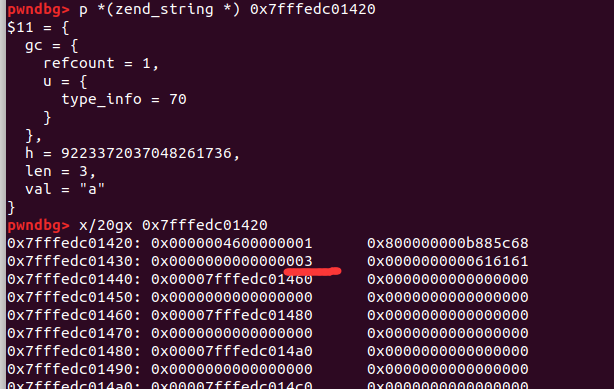 pwndbg> p *(zend_string *) 0x7fffedc01420
$11 = {
  gc = {
    refcount = 1,
    u = {
      type_info = 70
    }
  },
  h = 9223372037048261736,
  len = 3,
  val = "a"
}
pwndbg> x/20gx 0x7fffedc01420
0x7fffedc01420: 0x0000004600000001 0x800000000b885c68
0x7fffedc01430: 0x0000000000000003 0x0000000000616161
0x7fffedc01440: 0x00007fffedc01460 0x0000000000000000
0x7fffedc01450: 0x0000000000000000 0x0000000000000000
0x7fffedc01460: 0x00007fffedc01480 0x0000000000000000
0x7fffedc01470: 0x0000000000000000 0x0000000000000000
0x7fffedc01480: 0x00007fffedc014a0 0x0000000000000000
0x7fffedc01490: 0x0000000000000000 0x0000000000000000
0x7fffedc014a0: 0x00007fffedc014c0 0x0000000000000000